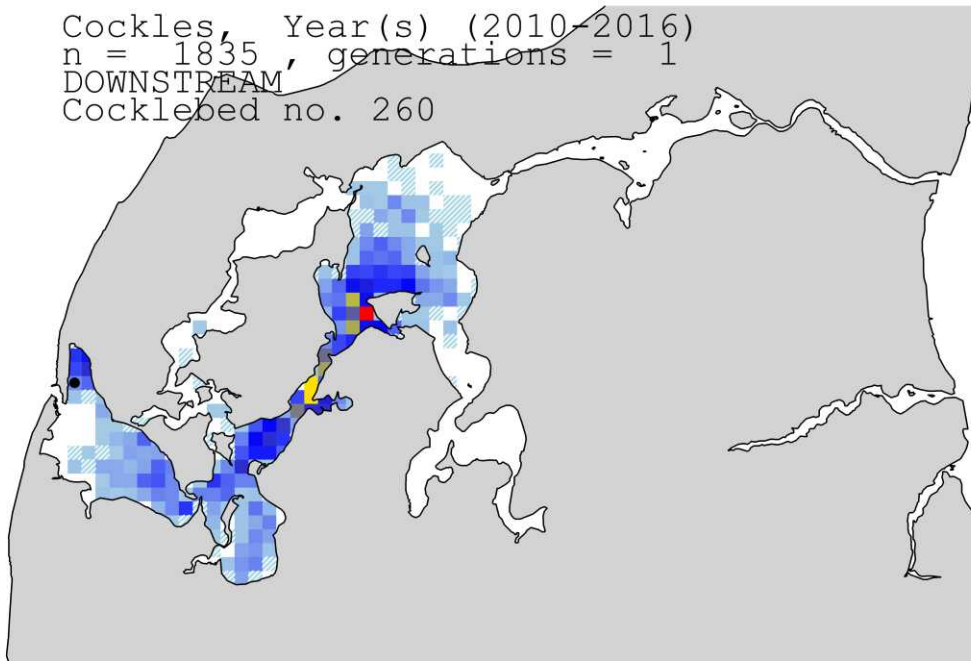 Cockles, Year(s) (2010-2016)
n = 1835 , generations = 1
DOWNSTREAM
Cocklebed no. 260